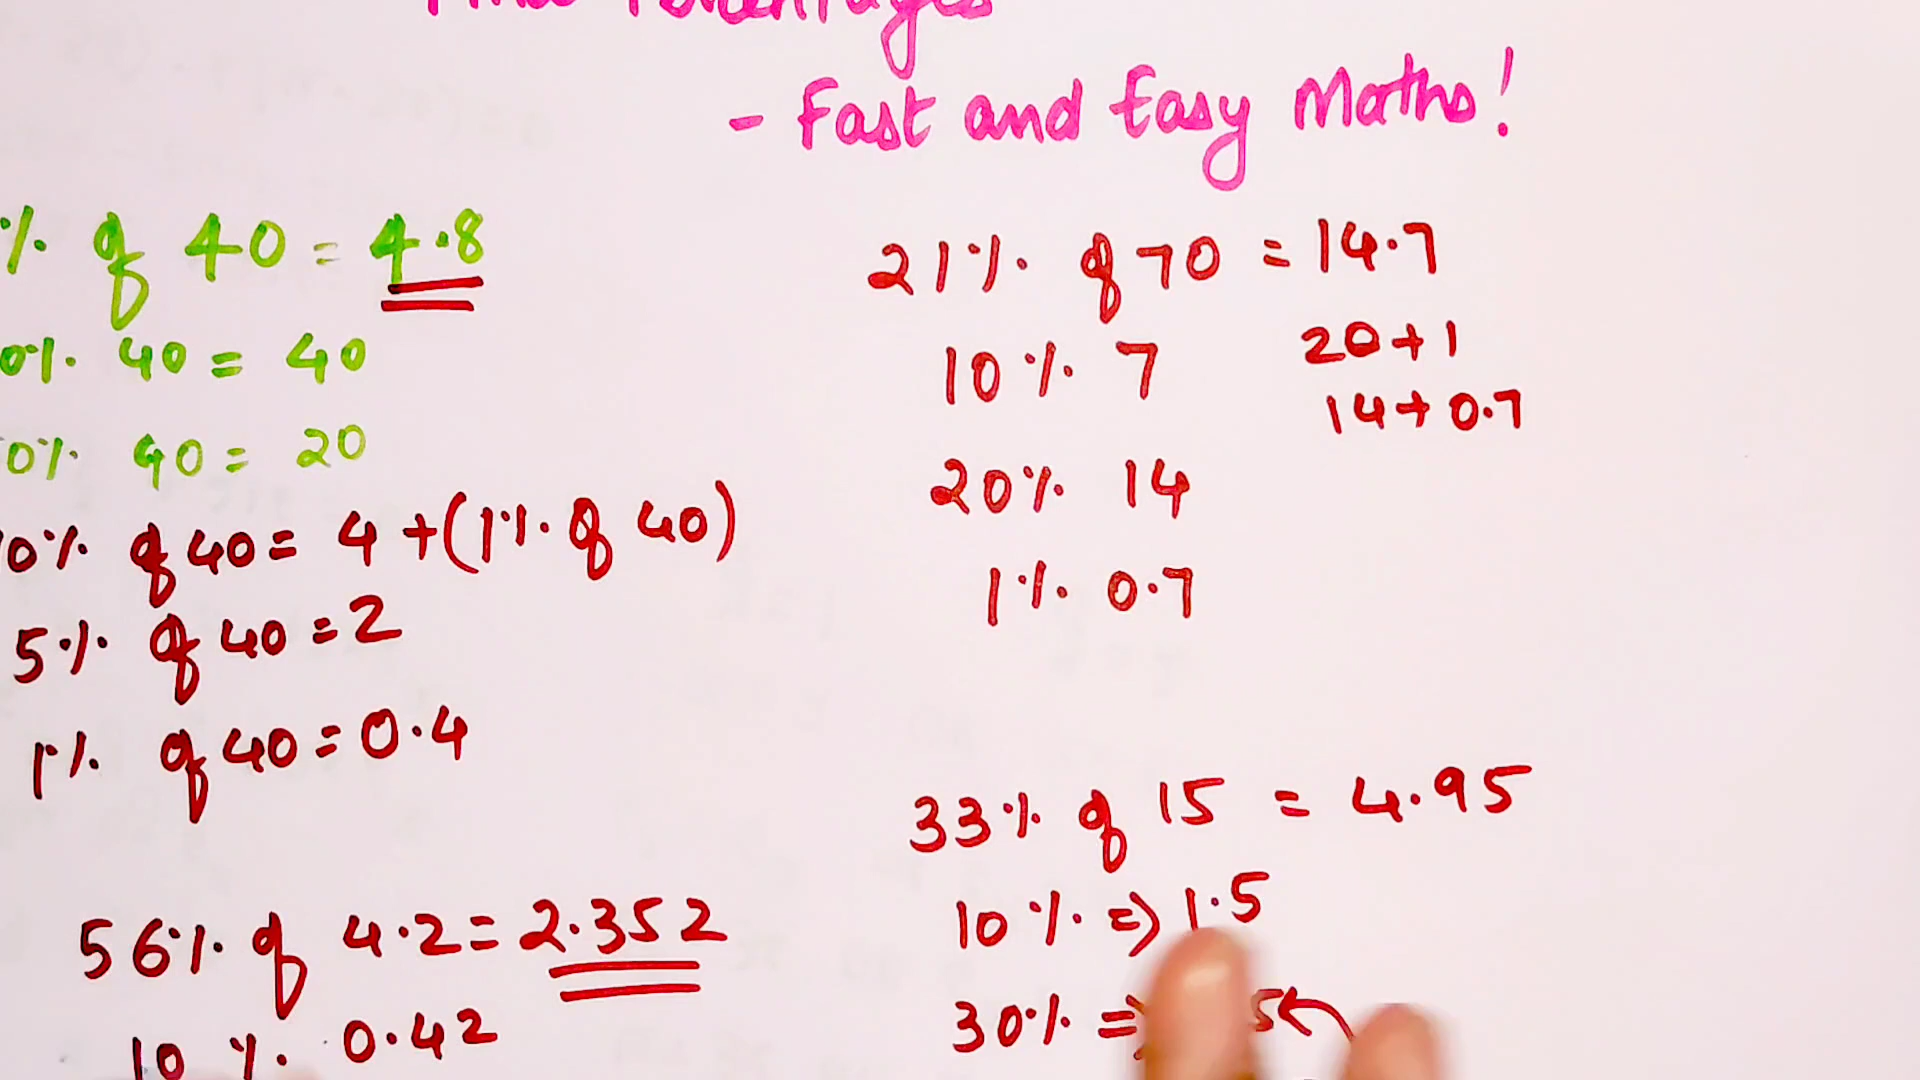 Percentages
- Fast and Easy Maths!
% of 40 = 4.8
0% 40 = 40
0% 40 = 20
10% of 40 = 4 + (1% of 40)
5% of 40 = 2
1% of 40 = 0.4
56% of 4.2 = 2.352
10 % 0.42
21% of 70 = 14.7
10% 7
20 + 1
14 + 0.7
20% 14
1% 0.7
33% of 15 = 4.95
10% => 1.5
30% => 5